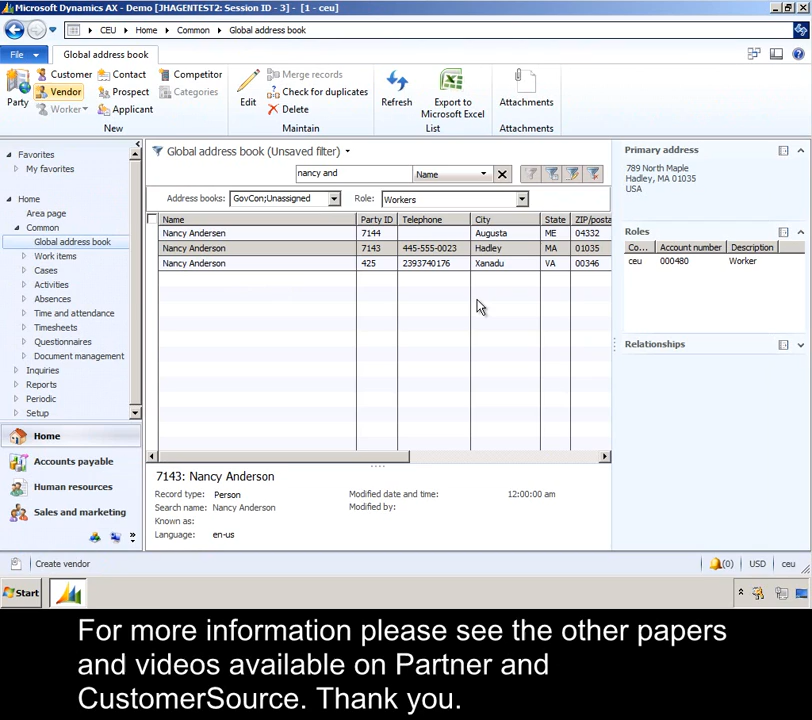 Microsoft Dynamics AX - Demo [JHAGENTEST2: Session ID - 3] - [1 - ceu]
CEU Home Common Global address book
File Global address book
Party
Customer Contact Competitor
Vendor Prospect Categories
Worker Applicant
New
Edit
Merge records
Check for duplicates
Delete
Maintain
Refresh
Export to
Microsoft Excel
List
Attachments
Attachments
Favorites
My favorites
Home
Area page
Common
Global address book
Work items
Cases
Activities
Absences
Time and attendance
Timesheets
Questionnaires
Document management
Inquiries
Reports
Periodic
Setup
Home
Accounts payable
Human resources
Sales and marketing
Global address book (Unsaved filter)
nancy and Name
Address books: GovCon;Unassigned Role: Workers
Name Party ID Telephone City State ZIP/posta
Nancy Andersen 7144 Augusta ME 04332
Nancy Anderson 7143 445-555-0023 Hadley MA 01035
Nancy Anderson 425 2393740176 Xanadu VA 00346
7143: Nancy Anderson
Record type: Person Modified date and time: 12:00:00 am
Search name: Nancy Anderson Modified by:
Known as:
Language: en-us
Primary address
789 North Maple
Hadley, MA 01035
USA
Roles
Co... Account number Description
ceu 000480 Worker
Relationships
Create vendor (0) USD ceu
Start
For more information please see the other papers
and videos available on Partner and
CustomerSource. Thank you.